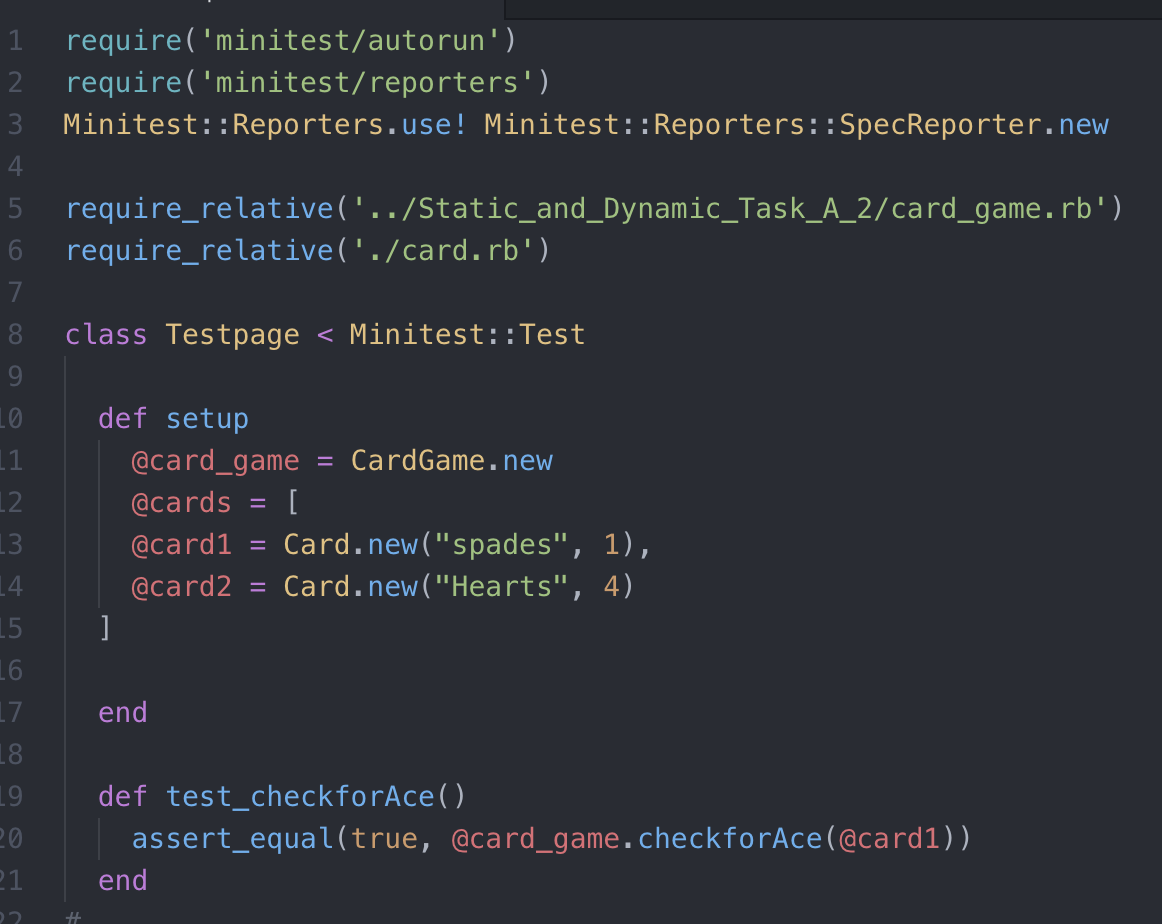 1 require('minitest/autorun')
2 require('minitest/reporters')
3 Minitest::Reporters.use! Minitest::Reporters::SpecReporter.new
4
5 require_relative('../Static_and_Dynamic_Task_A_2/card_game.rb')
6 require_relative('./card.rb')
7
8 class Testpage < Minitest::Test
9
10 def setup
11 @card_game = CardGame.new
12 @cards = [
13 @card1 = Card.new("spades", 1),
14 @card2 = Card.new("Hearts", 4)
15 ]
16
17 end
18
19 def test_checkforAce()
20 assert_equal(true, @card_game.checkforAce(@card1))
21 end
22 #